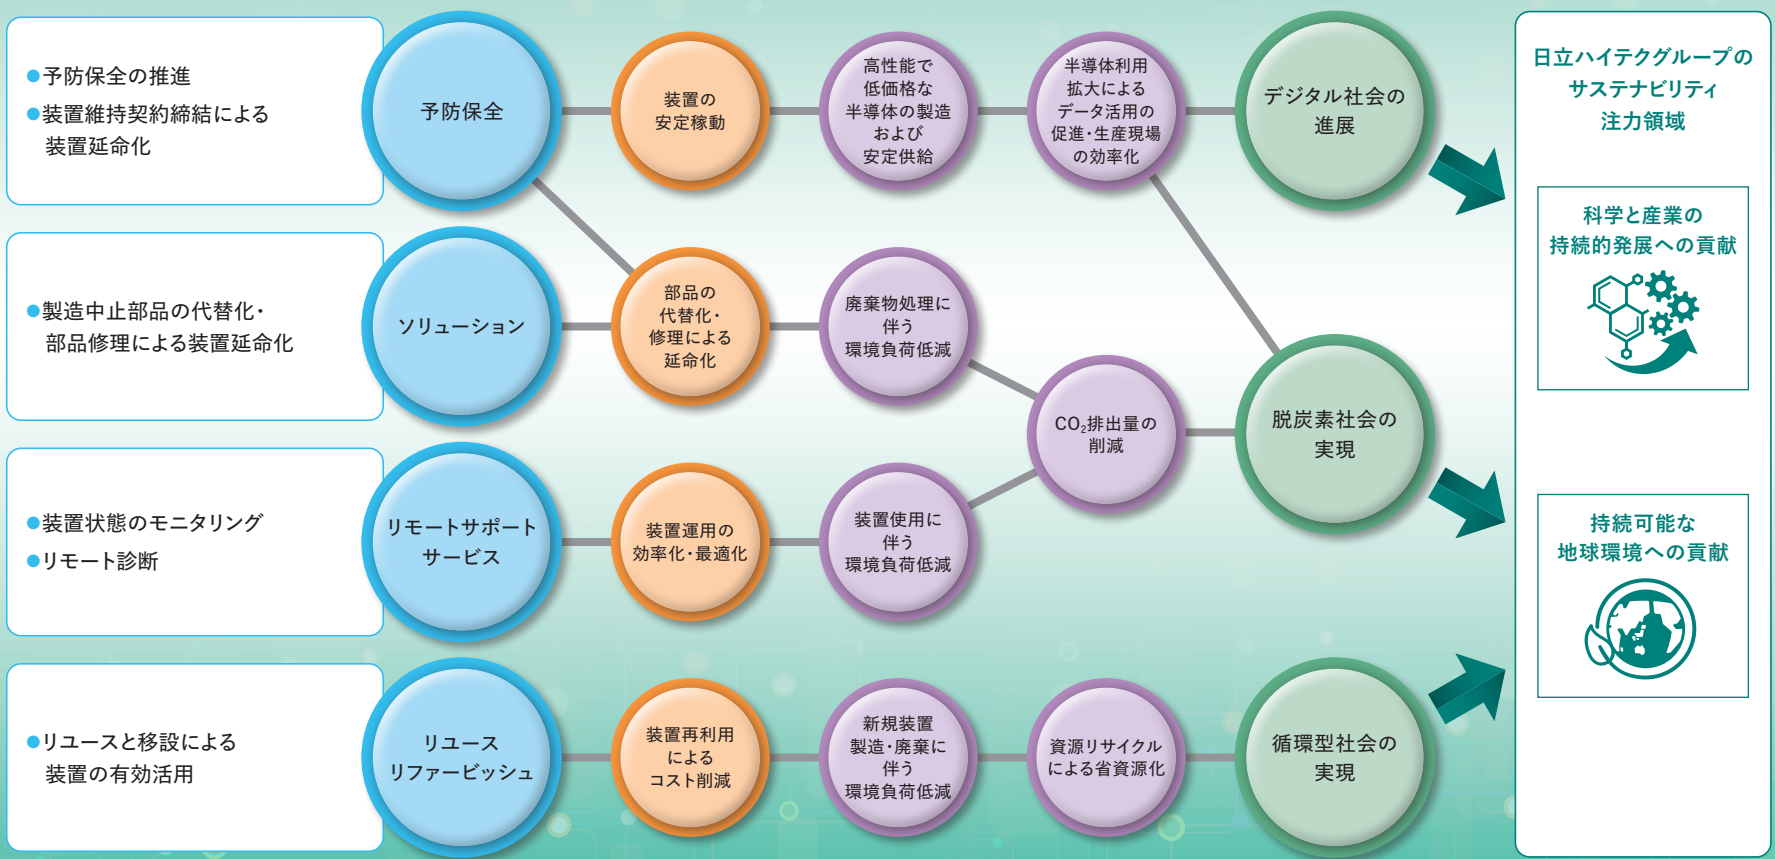 ●予防保全の推進
●装置維持契約締結による
装置延命化
予防保全
装置の
安定稼動
高性能で
低価格な
半導体の製造
および
安定供給
半導体利用
拡大による
データ活用の
促進・生産現場
の効率化
デジタル社会の
進展
●製造中止部品の代替化・
部品修理による装置延命化
ソリューション
部品の
代替化・
修理による
延命化
廃棄物処理に
伴う
環境負荷低減
CO₂排出量の
削減
脱炭素社会の
実現
●装置状態のモニタリング
●リモート診断
リモートサポート
サービス
装置運用の
効率化・最適化
装置使用に
伴う
環境負荷低減
●リユースと移設による
装置の有効活用
リユース
リファービッシュ
装置再利用
による
コスト削減
新規装置
製造・廃棄に
伴う
環境負荷低減
資源リサイクル
による省資源化
循環型社会の
実現
日立ハイテクグループの
サステナビリティ
注力領域
科学と産業の
持続的発展への貢献
持続可能な
地球環境への貢献